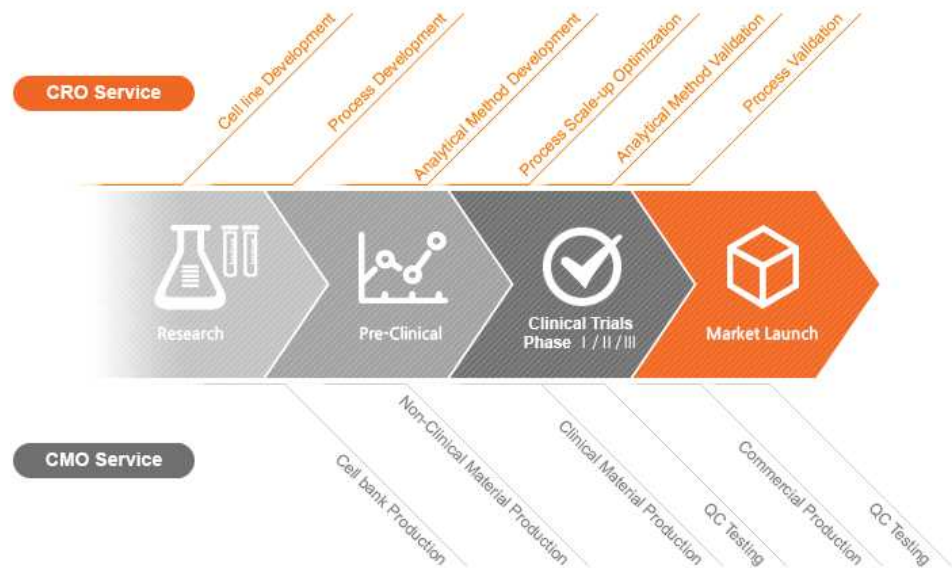 CRO Service
Cell line Development
Process Development
Analytical Method Development
Process Scale-up Optimization
Analytical Method Validation
Process Validation
Research
Pre-Clinical
Clinical Trials
Phase I / II / III
Market Launch
CMO Service
Cell bank Production
Non-Clinical Material Production
Clinical Material Production
QC Testing
Commercial Production
QC Testing